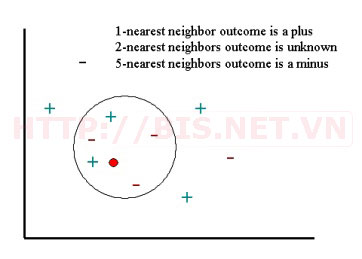 1-nearest neighbor outcome is a plus
2-nearest neighbors outcome is unknown
5-nearest neighbors outcome is a minus
HTTP://BIS.NET.VN